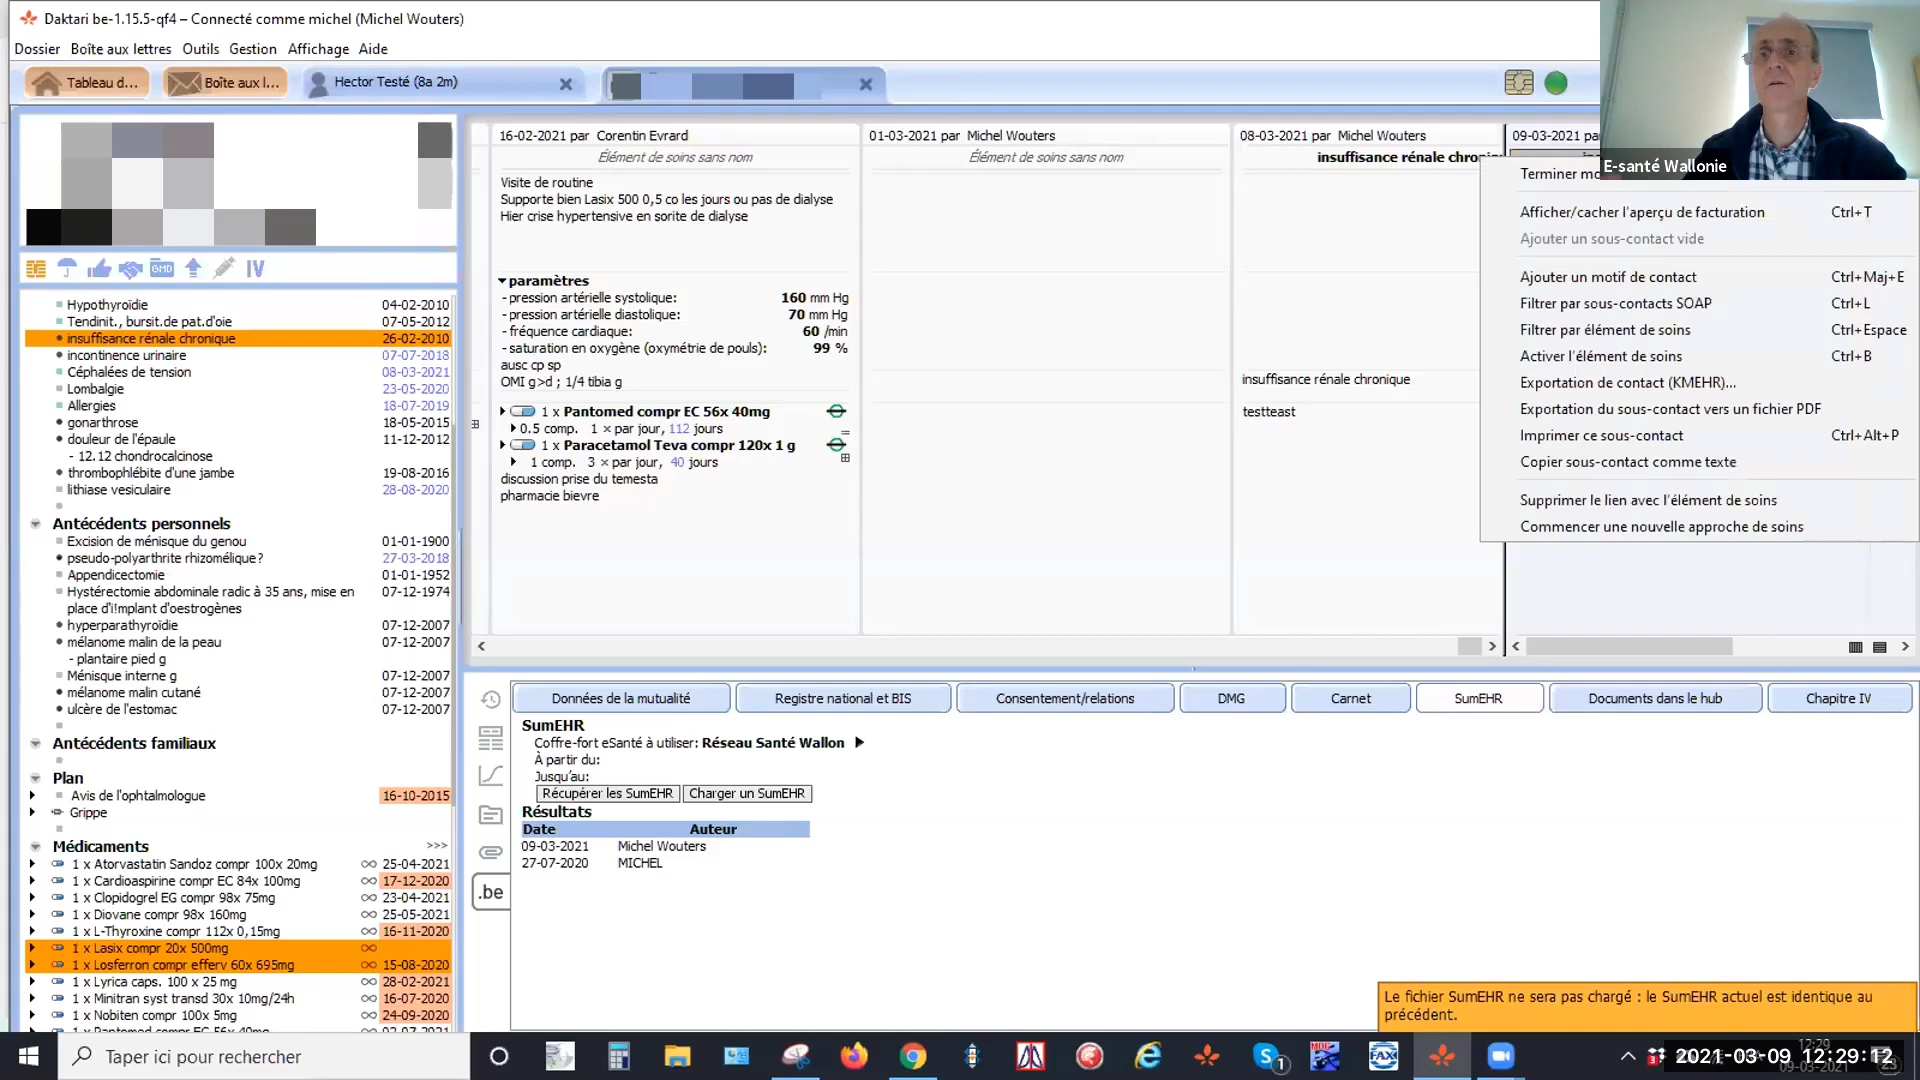 Daktari be-1.15.5-qf4 – Connecté comme michel (Michel Wouters)
Dossier Boîte aux lettres Outils Gestion Affichage Aide
Tableau d... Boîte aux l... Hector Testé (8a 2m)
E-santé Wallonie
16-02-2021 par Corentin Evrard
Élément de soins sans nom
Visite de routine
Supporte bien Lasix 500 0,5 co les jours ou pas de dialyse
Hier crise hypertensive en sorite de dialyse
paramètres
- pression artérielle systolique: 160 mm Hg
- pression artérielle diastolique: 70 mm Hg
- fréquence cardiaque: 60 /min
- saturation en oxygène (oxymétrie de pouls): 99 %
ausc cp sp
OMI g>d ; 1/4 tibia g
1 x Pantomed compr EC 56x 40mg
0.5 comp. 1 × par jour, 112 jours
1 x Paracetamol Teva compr 120x 1 g
1 comp. 3 × par jour, 40 jours
discussion prise du temesta
pharmacie bievre
01-03-2021 par Michel Wouters
Élément de soins sans nom
08-03-2021 par Michel Wouters
insuffisance rénale
insuffisance rénale chronique
testteast
09-03-2021
Terminer
Afficher/cacher l'aperçu de facturation Ctrl+T
Ajouter un sous-contact vide
Ajouter un motif de contact Ctrl+Maj+E
Filtrer par sous-contacts SOAP Ctrl+L
Filtrer par élément de soins Ctrl+Espace
Activer l'élément de soins Ctrl+B
Exportation de contact (KMEHR)...
Exportation du sous-contact vers un fichier PDF
Imprimer ce sous-contact Ctrl+Alt+P
Copier sous-contact comme texte
Supprimer le lien avec l'élément de soins
Commencer une nouvelle approche de soins
GMD IV
Hypothyroïdie 04-02-2010
Tendinit., bursit.de pat.d'oie 07-05-2012
insuffisance rénale chronique 26-02-2010
incontinence urinaire 07-07-2018
Céphalées de tension 08-03-2021
Lombalgie 23-05-2020
Allergies 18-07-2019
gonarthrose 18-05-2015
douleur de l'épaule 11-12-2012
- 12.12 chondrocalcinose
thrombophlébite d'une jambe 19-08-2016
lithiase vesiculaire 28-08-2020
Antécédents personnels
Excision de ménisque du genou 01-01-1900
pseudo-polyarthrite rhizomélique? 27-03-2018
Appendicectomie 01-01-1952
Hystérectomie abdominale radic à 35 ans, mise en 07-12-1974
place d'i!mplant d'oestrogènes
hyperparathyroïdie 07-12-2007
mélanome malin de la peau 07-12-2007
- plantaire pied g
Ménisque interne g 07-12-2007
mélanome malin cutané 07-12-2007
ulcère de l'estomac 07-12-2007
Antécédents familiaux
Plan
Avis de l'ophtalmologue 16-10-2015
Grippe
Médicaments >>>
1 x Atorvastatin Sandoz compr 100x 20mg ∞ 25-04-2021
1 x Cardioaspirine compr EC 84x 100mg ∞ 17-12-2020
1 x Clopidogrel EG compr 98x 75mg ∞ 23-04-2021
1 x Diovane compr 98x 160mg ∞ 25-05-2021
1 x L-Thyroxine compr 112x 0,15mg ∞ 16-11-2020
1 x Lasix compr 20x 500mg ∞
1 x Losferron compr efferv 60x 695mg ∞ 15-08-2020
1 x Lyrica caps. 100 x 25 mg ∞ 28-02-2021
1 x Minitran syst transd 30x 10mg/24h ∞ 16-07-2020
1 x Nobiten compr 100x 5mg ∞ 24-09-2020
Données de la mutualité Registre national et BIS Consentement/relations DMG Carnet SumEHR Documents dans le hub Chapitre IV
SumEHR
Coffre-fort eSanté à utiliser: Réseau Santé Wallon
À partir du:
Jusqu'au:
Récupérer les SumEHR Charger un SumEHR
Résultats
Date Auteur
09-03-2021 Michel Wouters
27-07-2020 MICHEL
.be
Le fichier SumEHR ne sera pas chargé : le SumEHR actuel est identique au
précédent.
Taper ici pour rechercher
FAX
2021-03-09 12:29:12